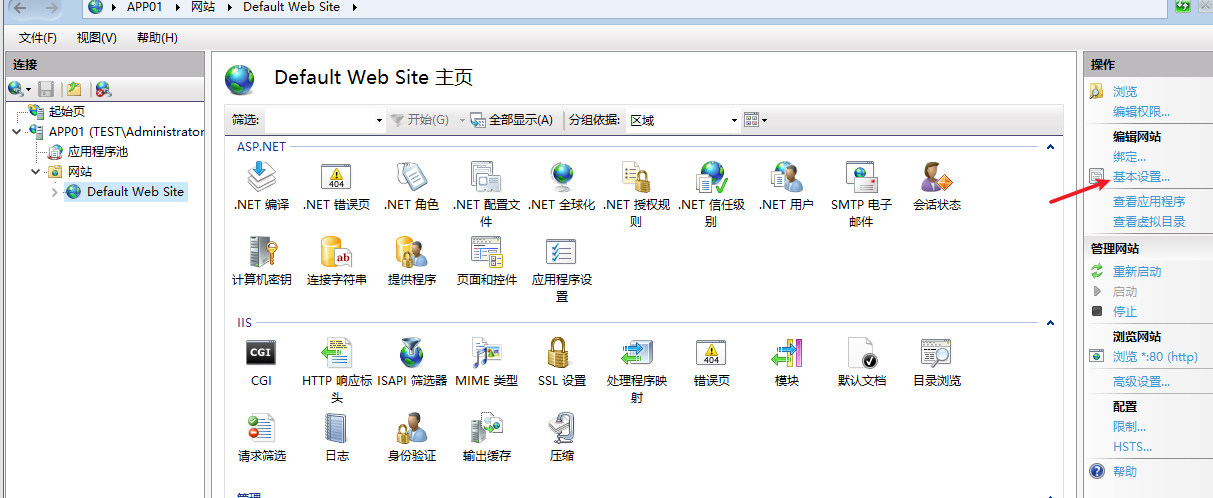 APP01 网站 Default Web Site
文件(F) 视图(V) 帮助(H)
连接
起始页
APP01 (TEST\Administrator
应用程序池
网站
Default Web Site
Default Web Site 主页
筛选: 开始(G) 全部显示(A) 分组依据: 区域
ASP.NET
.NET 编译 .NET 错误页 .NET 角色 .NET 配置文 .NET 全球化 .NET 授权规 .NET 信任级 .NET 用户 SMTP 电子 会话状态
404
件 则 别 邮件
ab
计算机密钥 连接字符串 提供程序 页面和控件 应用程序设
置
IIS
CGI 404
CGI HTTP 响应标 ISAPI 筛选器 MIME 类型 SSL 设置 处理程序映 错误页 模块 默认文档 目录浏览
头 射
请求筛选 日志 身份验证 输出缓存 压缩
管理
操作
浏览
编辑权限...
编辑网站
绑定...
基本设置...
查看应用程序
查看虚拟目录
管理网站
重新启动
启动
停止
浏览网站
浏览 *:80 (http)
高级设置...
配置
限制...
HSTS...
帮助